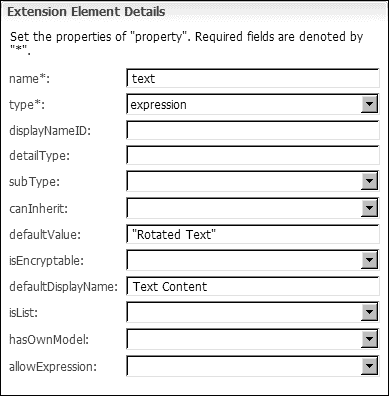 Extension Element Details
Set the properties of "property". Required fields are denoted by
"*".
name*: text
type*: expression
displayNameID:
detailType:
subType:
canInherit:
defaultValue: "Rotated Text"
isEncryptable:
defaultDisplayName: Text Content
isList:
hasOwnModel:
allowExpression: